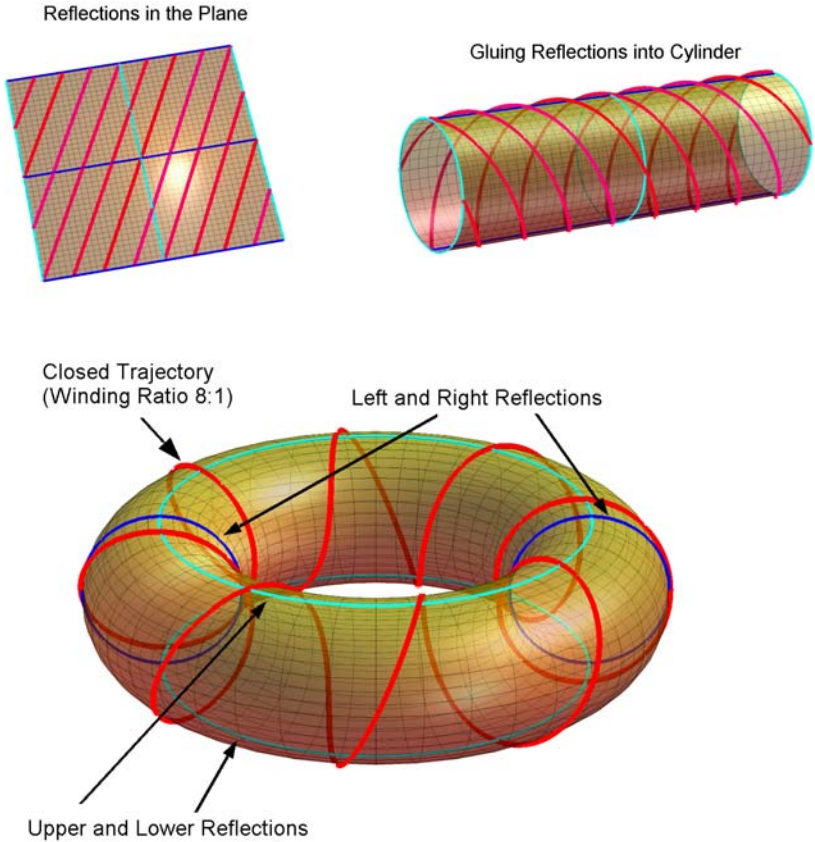 Reflections in the Plane
Gluing Reflections into Cylinder
Closed Trajectory
(Winding Ratio 8:1)
Left and Right Reflections
Upper and Lower Reflections